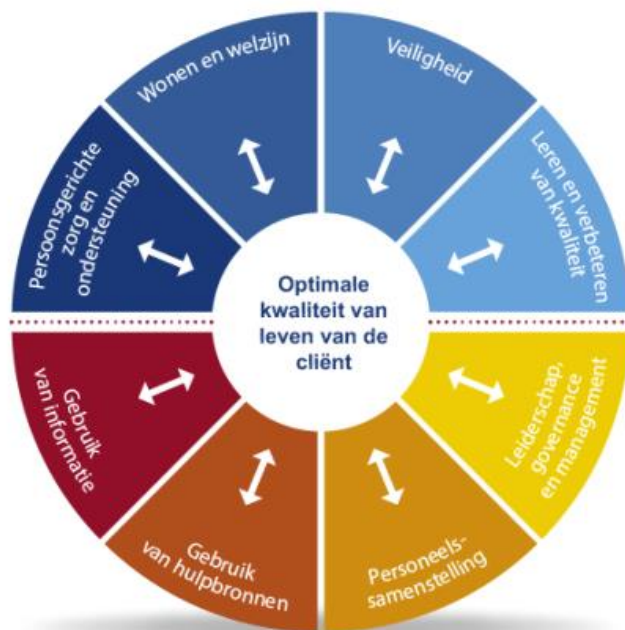 Wonen en welzijn
Veiligheid
Persoonsgerichte
zorg en
ondersteuning
Leren en verbeteren
van kwaliteit
Optimale
kwaliteit van
leven van de
cliënt
Gebruik
van informatie
Leiderschap,
governance
en management
Gebruik
van hulpbronnen
Personeels-
samenstelling